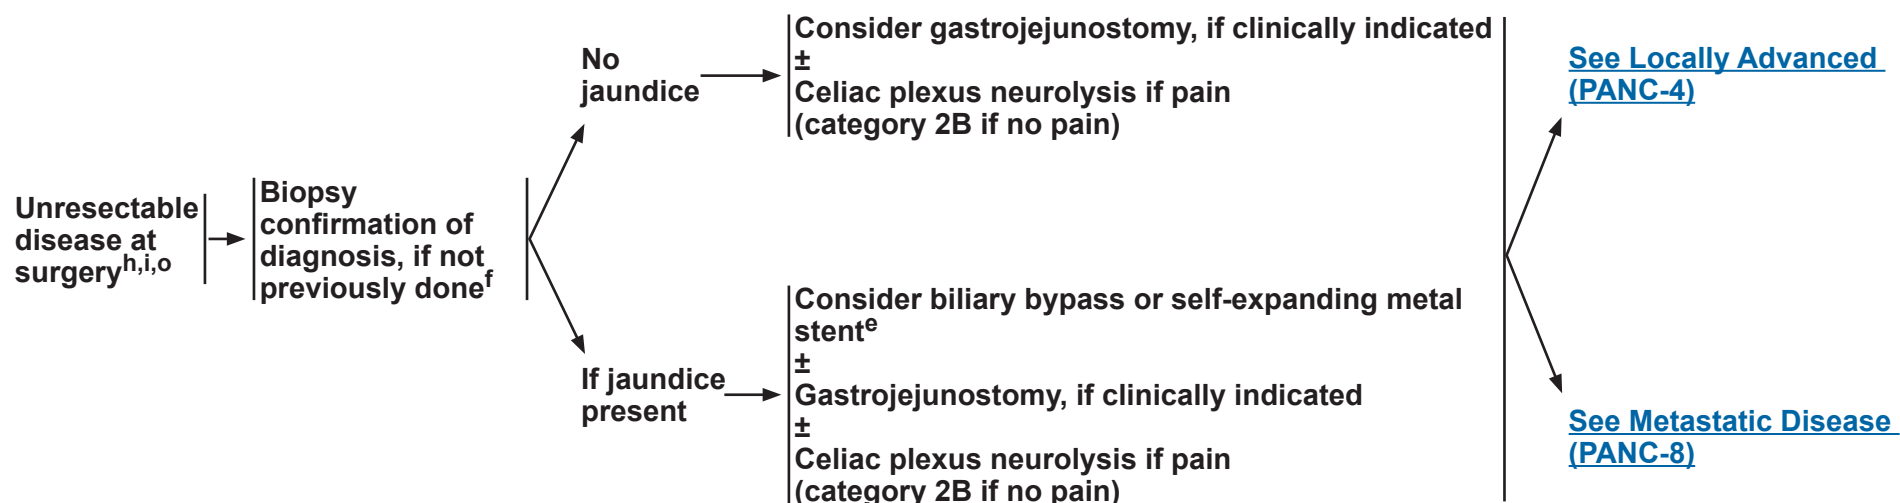 Unresectable
disease at
surgeryh,i,o
Biopsy
confirmation of
diagnosis, if not
previously donef
No
jaundice
Consider gastrojejunostomy, if clinically indicated
±
Celiac plexus neurolysis if pain
(category 2B if no pain)
If jaundice
present
Consider biliary bypass or self-expanding metal
stente
±
Gastrojejunostomy, if clinically indicated
±
Celiac plexus neurolysis if pain
(category 2B if no pain)
See Locally Advanced
(PANC-4)
See Metastatic Disease
(PANC-8)